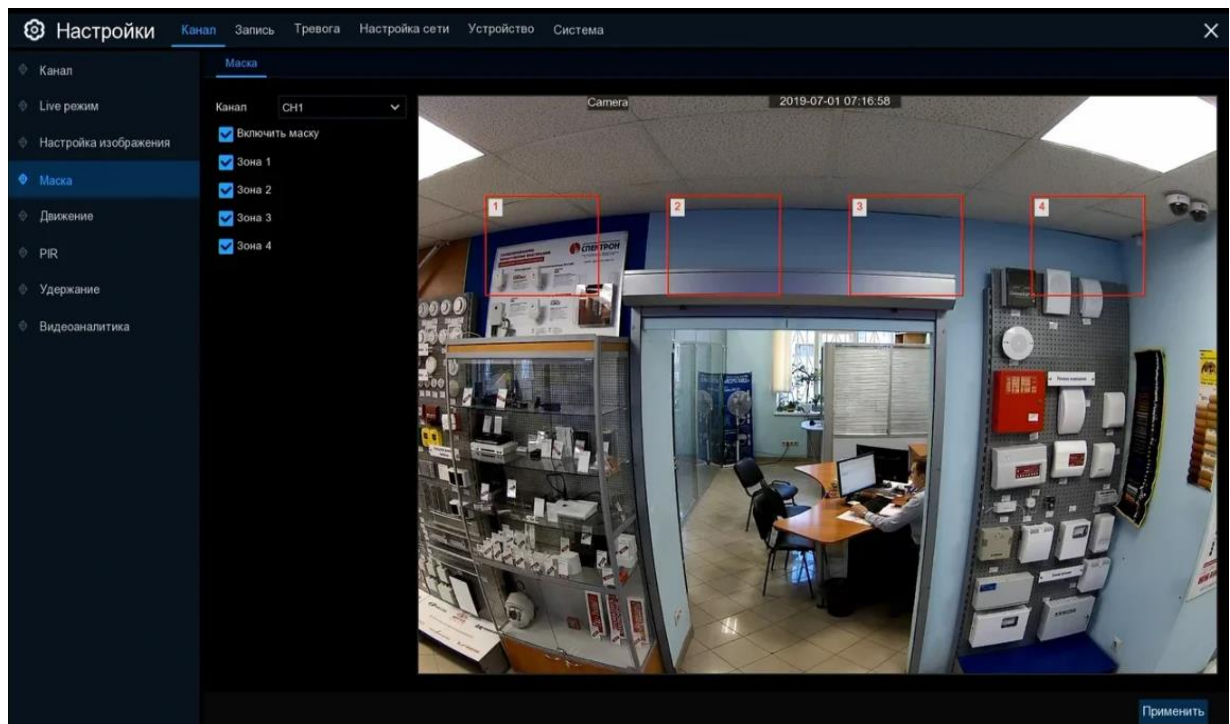 Настройки
Канал
Запись
Тревога
Настройка сети
Устройство
Система
Канал
Live режим
Настройка изображения
Маска
Движение
PIR
Удержание
Видеоаналитика
Маска
Канал
CH1
Включить маску
Зона 1
Зона 2
Зона 3
Зона 4
Camera
2019-07-01 07:16:58
1
2
3
4
СПЕКТРОН
Применить